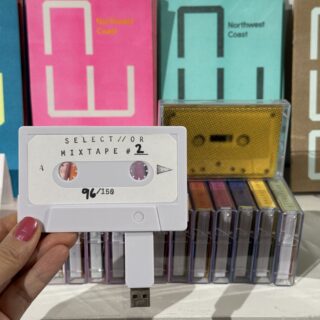 Northwest
Coast
Northwest
Coast
SELECT//OR
MIXTAPE #2
A
96/150